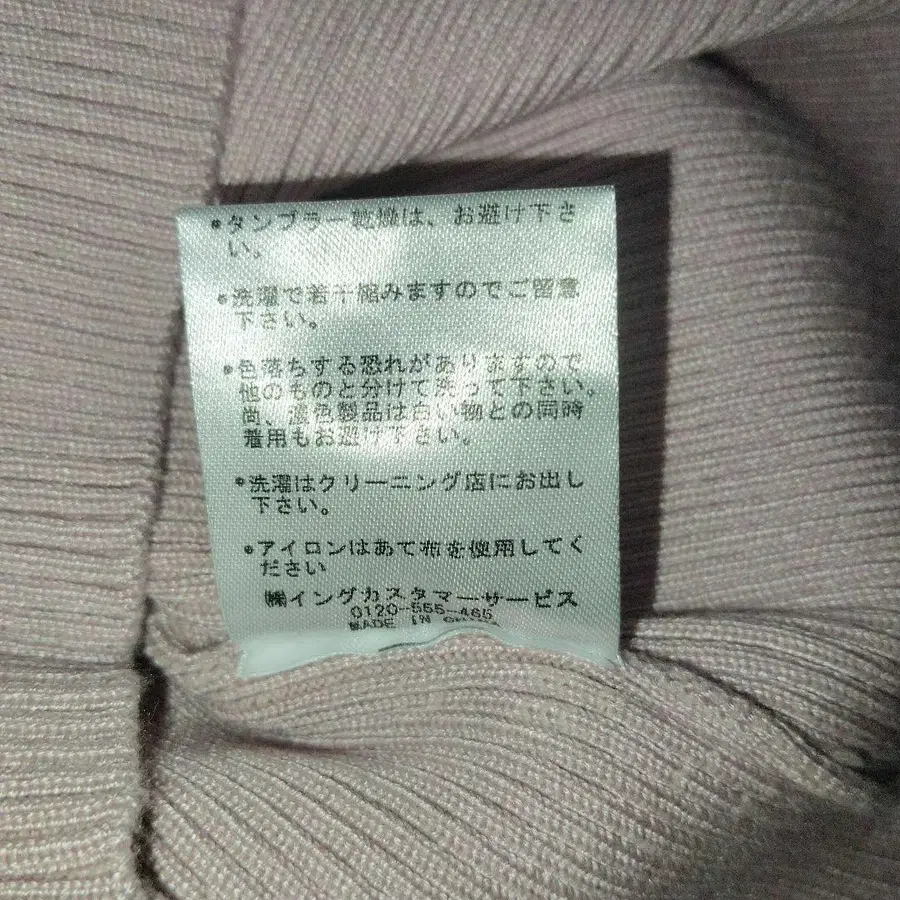 •タンブラー乾燥は、お避け下さ
い。
•洗濯で若干縮みますのでご留意
下さい。
•色落ちする恐れがありますので
他のものと分けて洗って下さい。
尚、濃色製品は白い物との同時
着用もお避け下さい。
•洗濯はクリーニング店にお出し
下さい。
•アイロンはあて布を使用してく
ださい
㈱イングカスタマーサービス
0120-555-465
MADE IN CHINA